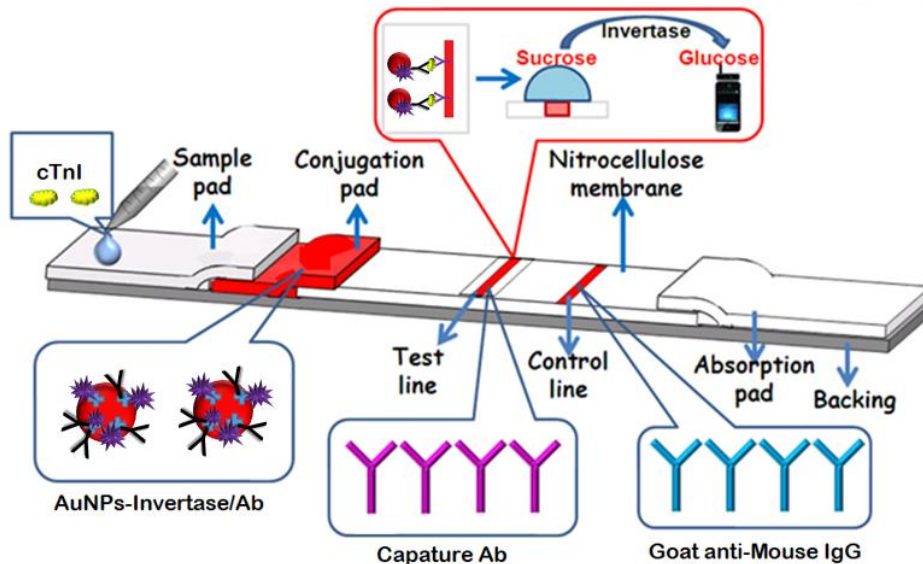 Invertase
Sucrose
Glucose
cTnI
Sample
pad
Conjugation
pad
Nitrocellulose
membrane
Test
line
Control
line
Absorption
pad
Backing
AuNPs-Invertase/Ab
Capature Ab
Goat anti-Mouse IgG